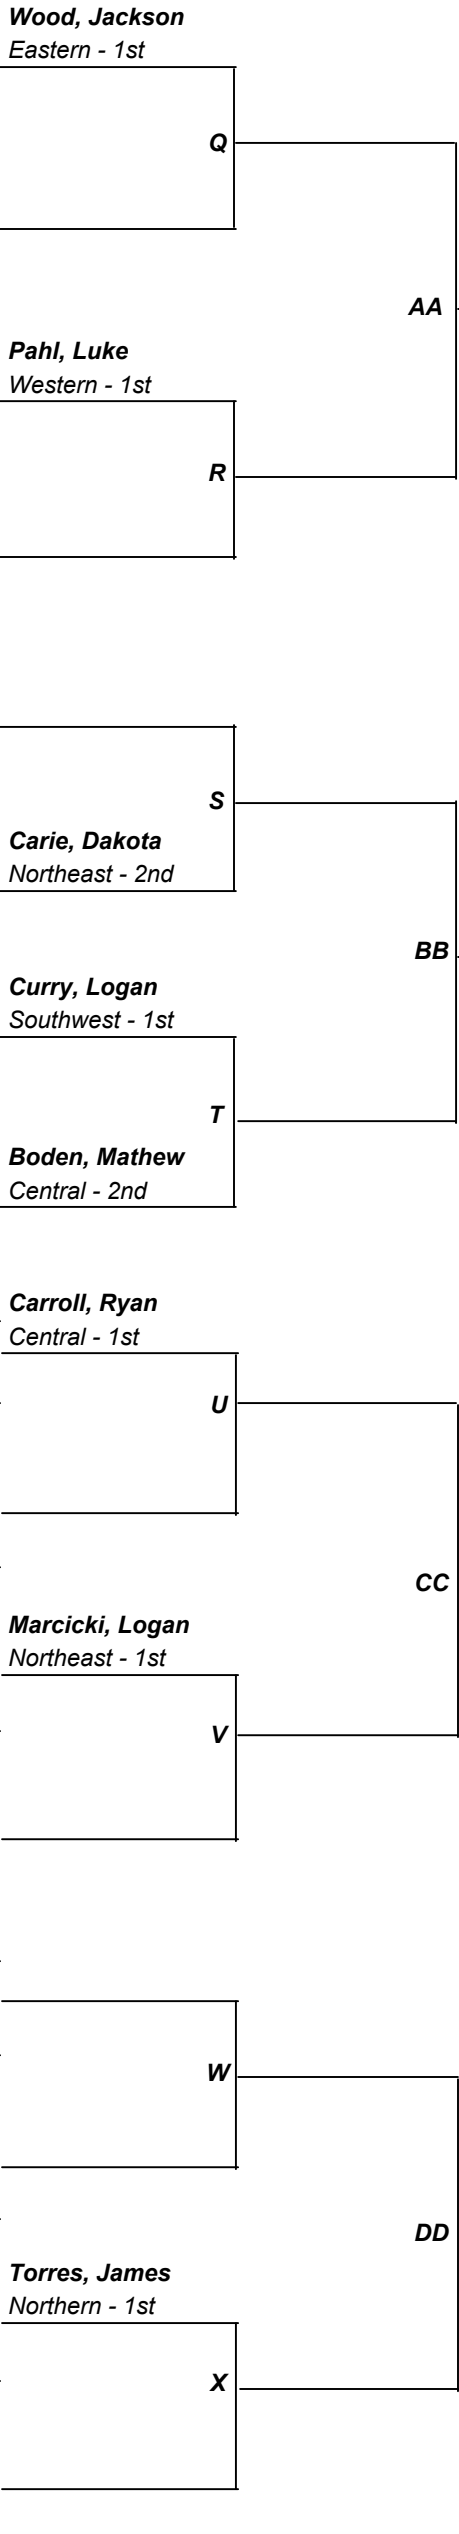 Wood, Jackson
Eastern - 1st
Q
AA
Pahl, Luke
Western - 1st
R
S
Carie, Dakota
Northeast - 2nd
BB
Curry, Logan
Southwest - 1st
T
Boden, Mathew
Central - 2nd
Carroll, Ryan
Central - 1st
U
CC
Marcicki, Logan
Northeast - 1st
V
W
DD
Torres, James
Northern - 1st
X